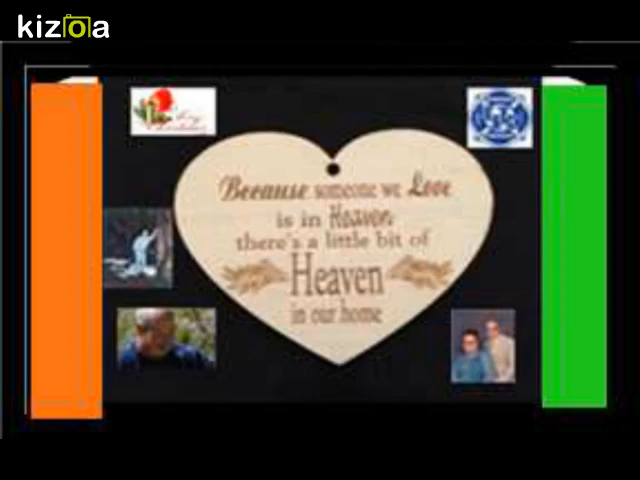 kizoa
Because someone we Love
is in Heaven
there's a little bit of
Heaven
in our home